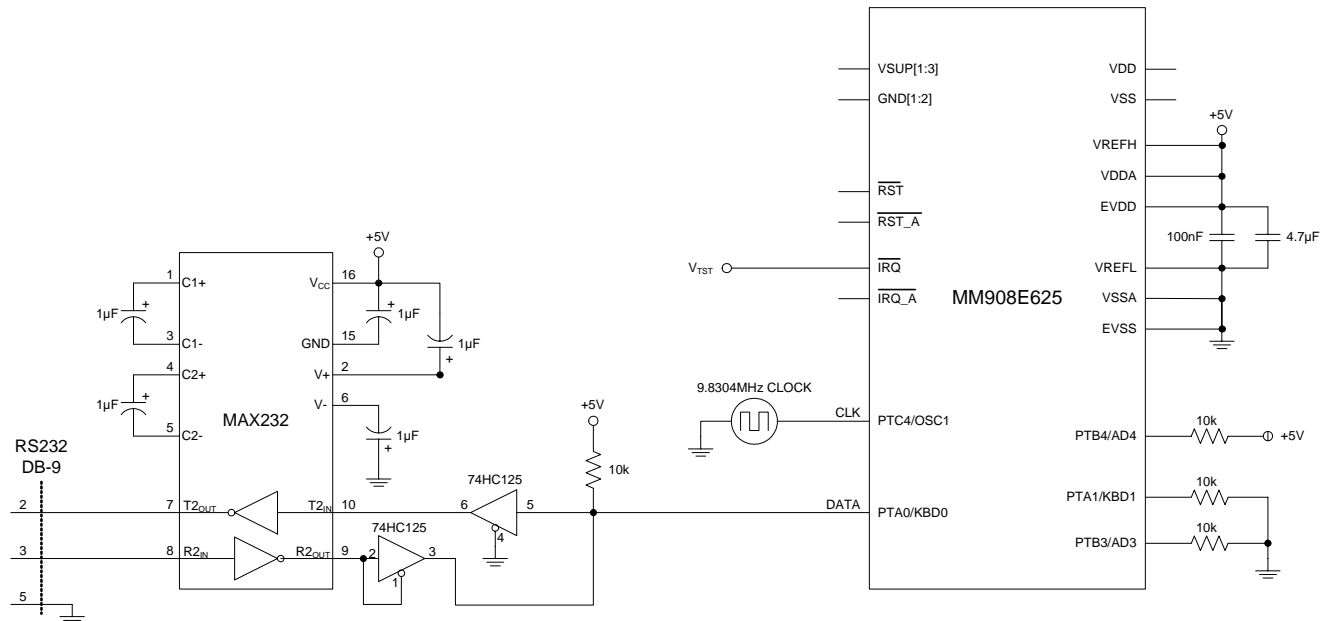 RS232
DB-9
2
3
5
MAX232
1
C1+
1µF
+
3
C1-
4
C2+
1µF
+
5
C2-
7
T2OUT
8
R2IN
+5V
VCC
16
+
1µF
GND
15
1µF
+
V+
2
V-
6
1µF
+
T2IN
10
R2OUT
9
74HC125
6
5
4
74HC125
2
3
1
+5V
10k
DATA
9.8304MHz CLOCK
CLK
VTST
MM908E625
VSUP[1:3]
GND[1:2]
RST
RST_A
IRQ
IRQ_A
PTC4/OSC1
PTA0/KBD0
VDD
VSS
VREFH
VDDA
EVDD
VREFL
VSSA
EVSS
PTB4/AD4
PTA1/KBD1
PTB3/AD3
+5V
100nF
4.7µF
10k
+5V
10k
10k